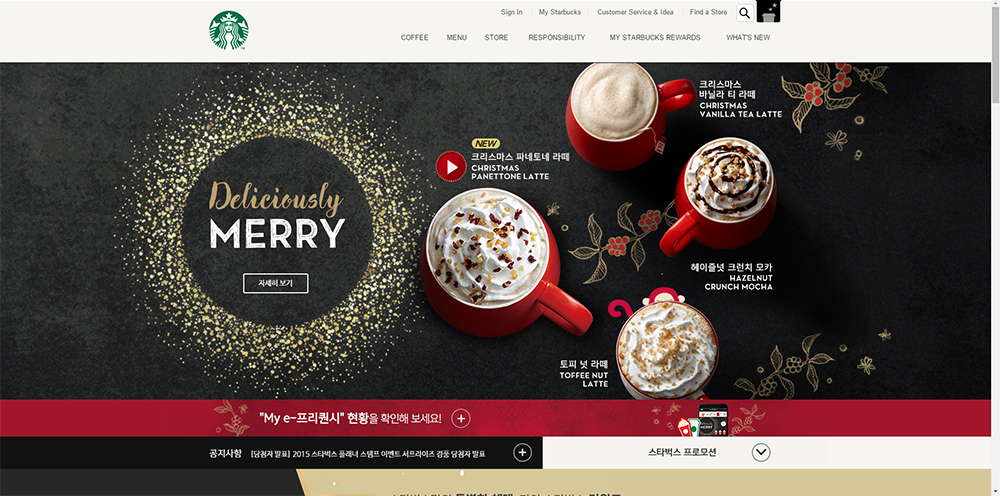 Sign In
My Starbucks
Customer Service & Idea
Find a Store
COFFEE
MENU
STORE
RESPONSIBILITY
MY STARBUCKS REWARDS
WHAT'S NEW
크리스마스
바닐라 티 라떼
CHRISTMAS
VANILLA TEA LATTE
NEW
크리스마스 파네토네 라떼
CHRISTMAS
PANETTONE LATTE
Deliciously
MERRY
자세히 보기
헤이즐넛 크런치 모카
HAZELNUT
CRUNCH MOCHA
토피 넛 라떼
TOFFEE NUT
LATTE
"My e-프리퀀시" 현황을 확인해 보세요!
공지사항
[당첨자 발표] 2015 스타벅스 플래너 스탬프 이벤트 서프라이즈 경품 당첨자 발표
스타벅스 프로모션